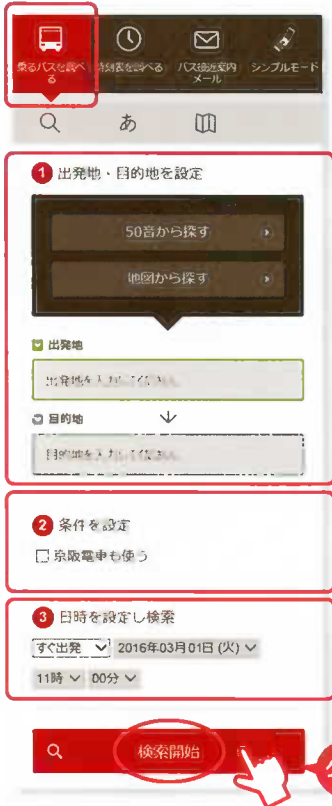 乗るバスを調べ
る
時刻表を調べる
バス接近案内
メール
シンプルモード
あ
1 出発地・目的地を設定
50音から探す
地図から探す
出発地
出発地を入力してください
目的地
目的地を入力してください
2 条件を設定
京阪電車も使う
3 日時を設定し検索
すぐ出発
2016年03月01日 (火)
11時 00分
検索開始